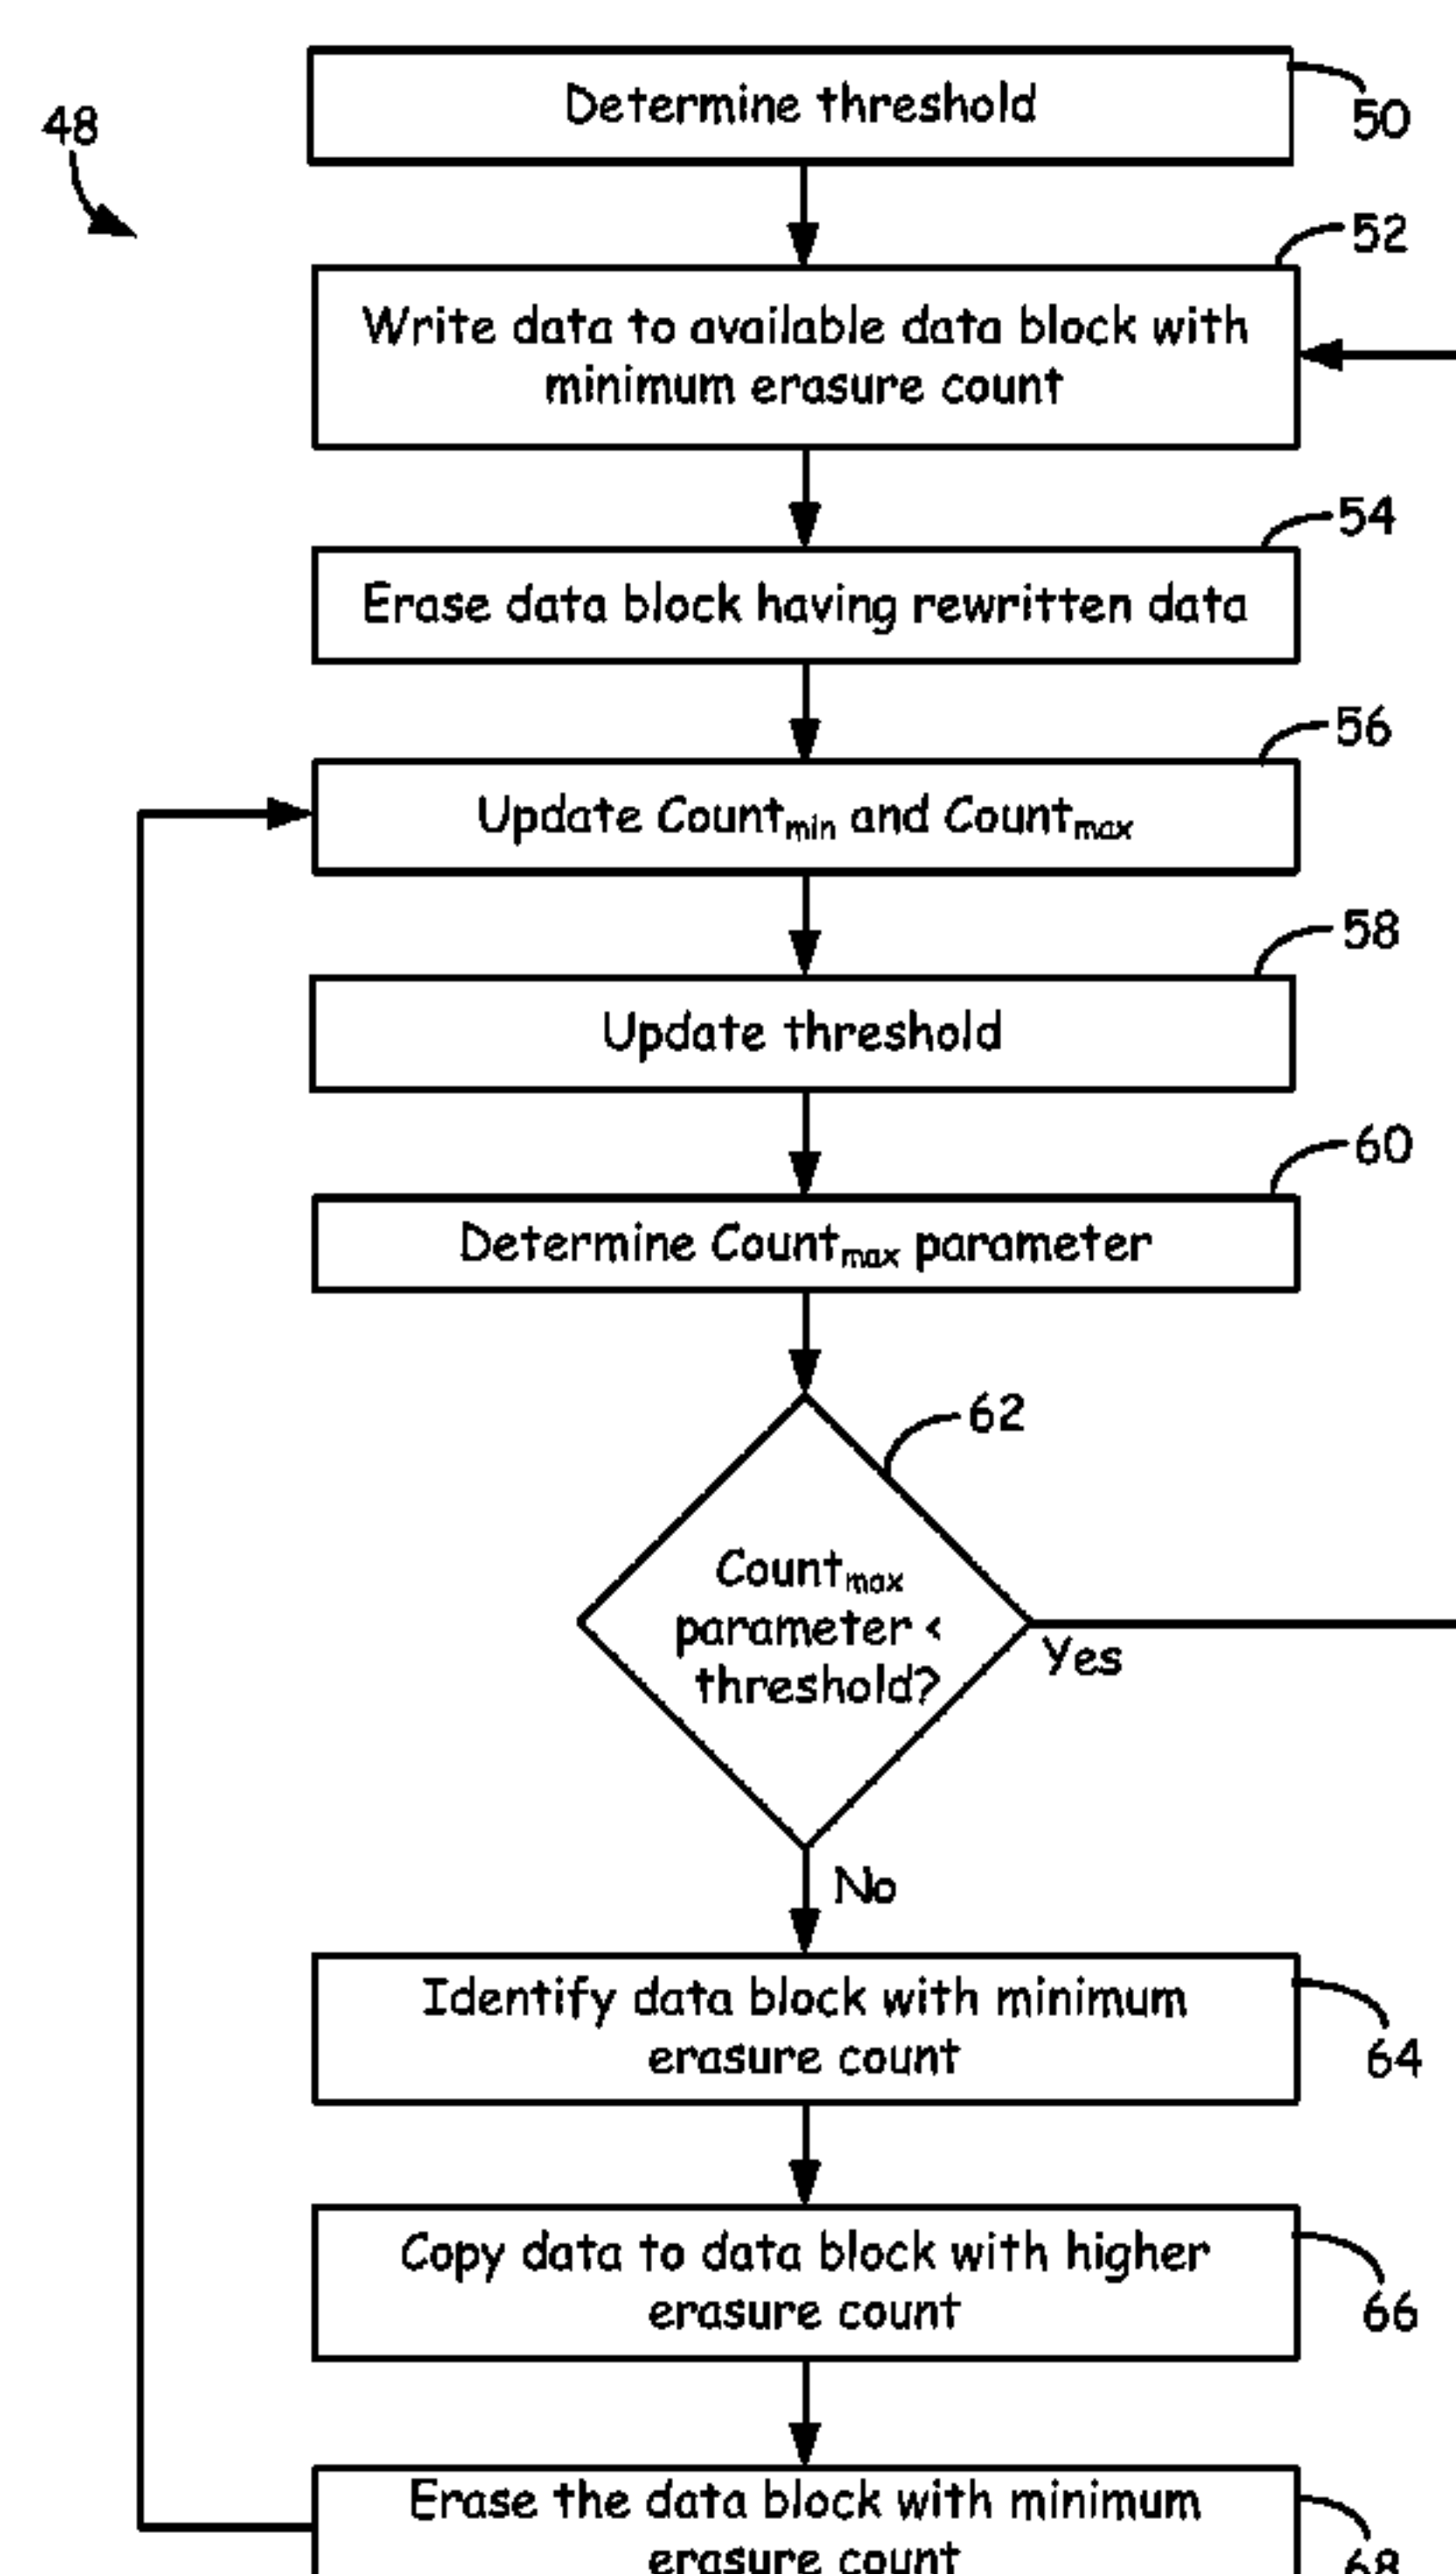 Determine threshold
50
48
52
Write data to available data block with
minimum erasure count
54
Erase data block having rewritten data
56
Update Countmin and Countmax
58
Update threshold
60
Determine Countmax parameter
62
Countmax
parameter <
threshold?
Yes
No
Identify data block with minimum
erasure count
64
Copy data to data block with higher
erasure count
66
Erase the data block with minimum
erasure count
68